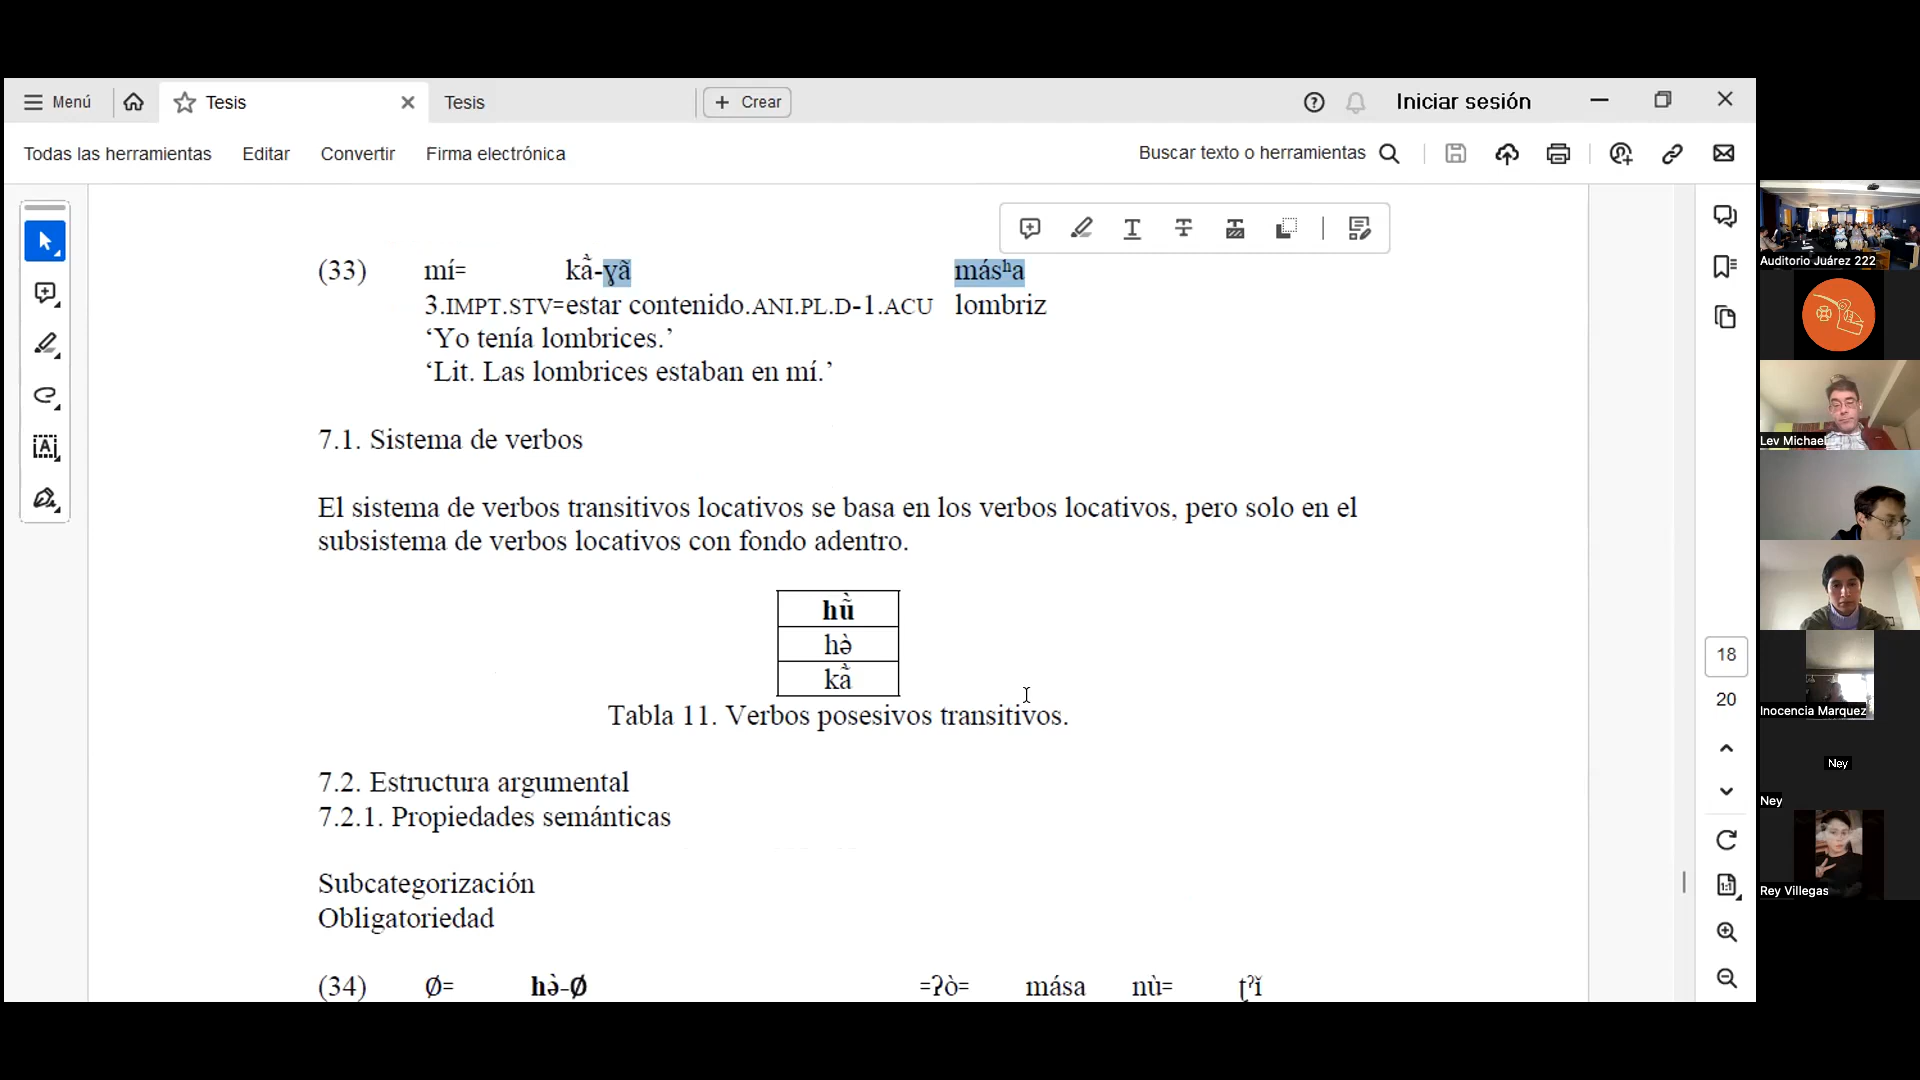 Menú
Tesis
Tesis
Crear
Iniciar sesión
Todas las herramientas
Editar
Convertir
Firma electrónica
Buscar texto o herramientas
(33) mí= kã̀-ɣã másʰa
3.IMPT.STV=estar contenido.ANI.PL.D-1.ACU lombriz
‘Yo tenía lombrices.’
‘Lit. Las lombrices estaban en mí.’
7.1. Sistema de verbos
El sistema de verbos transitivos locativos se basa en los verbos locativos, pero solo en el
subsistema de verbos locativos con fondo adentro.
hũ̀
hə̀
kã̀
Tabla 11. Verbos posesivos transitivos.
7.2. Estructura argumental
7.2.1. Propiedades semánticas
Subcategorización
Obligatoriedad
(34) Ø= hə̀-Ø =ʔò= mása nù= ʈˀǐ
18
20
Auditorio Juárez 222
Lev Michael
Inocencia Marquez
Ney
Ney
Rey Villegas